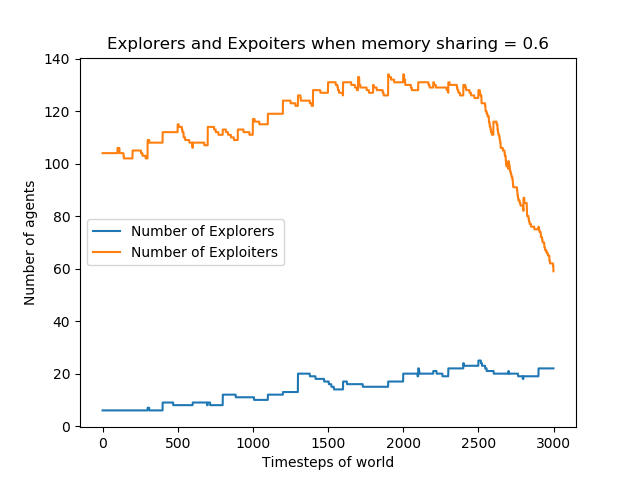 Explorers and Expoiters when memory sharing = 0.6
140
120
100
80
60
40
20
0
Number of agents
Number of Explorers
Number of Exploiters
0 500 1000 1500 2000 2500 3000
Timesteps of world